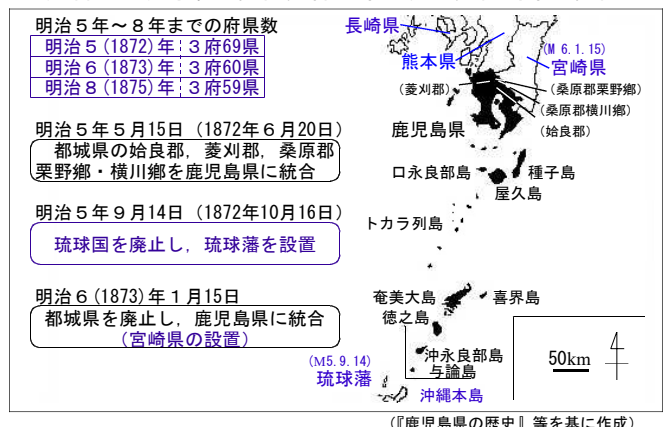 明治５年～８年までの府県数
明治５(1872)年 ３府69県
明治６(1873)年 ３府60県
明治８(1875)年 ３府59県
明治５年５月15日（1872年６月20日）
都城県の姶良郡，菱刈郡，桑原郡
栗野郷・横川郷を鹿児島県に統合
明治５年９月14日（1872年10月16日）
琉球国を廃止し，琉球藩を設置
明治６(1873)年１月15日
都城県を廃止し，鹿児島県に統合
（宮崎県の設置）
長崎県
熊本県
(M 6.1.15)
宮崎県
（菱刈郡）
（桑原郡栗野郷）
（桑原郡横川郷）
（姶良郡）
鹿児島県
口永良部島
種子島
屋久島
トカラ列島
奄美大島
喜界島
徳之島
沖永良部島
与論島
(M5.9.14)
琉球藩
沖縄本島
50km
（『鹿児島県の歴史』等を基に作成）